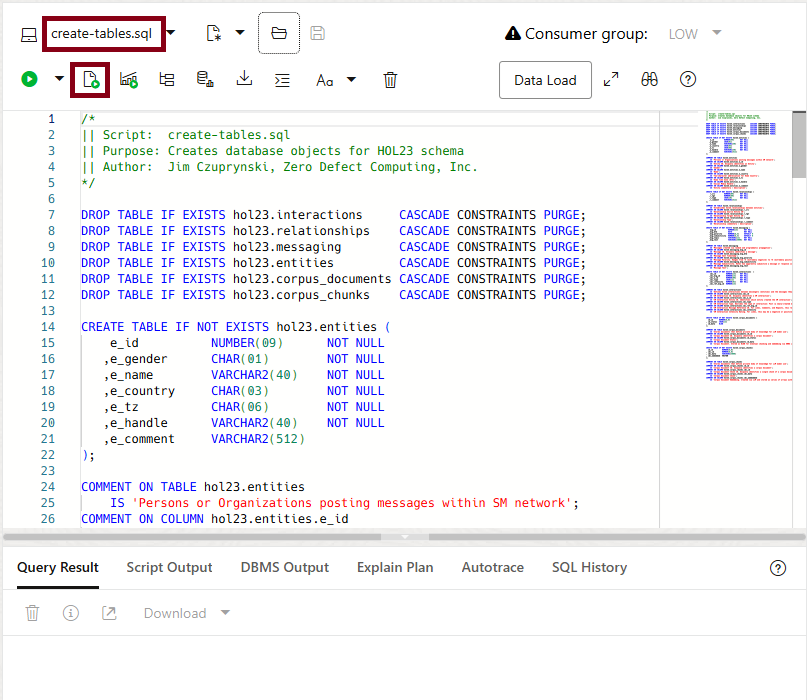 create-tables.sql
Consumer group: LOW
Aa
Data Load
1 /*
2 || Script:  create-tables.sql
3 || Purpose: Creates database objects for HOL23 schema
4 || Author:  Jim Czuprynski, Zero Defect Computing, Inc.
5 */
6
7 DROP TABLE IF EXISTS hol23.interactions     CASCADE CONSTRAINTS PURGE;
8 DROP TABLE IF EXISTS hol23.relationships    CASCADE CONSTRAINTS PURGE;
9 DROP TABLE IF EXISTS hol23.messaging        CASCADE CONSTRAINTS PURGE;
10 DROP TABLE IF EXISTS hol23.entities         CASCADE CONSTRAINTS PURGE;
11 DROP TABLE IF EXISTS hol23.corpus_documents CASCADE CONSTRAINTS PURGE;
12 DROP TABLE IF EXISTS hol23.corpus_chunks    CASCADE CONSTRAINTS PURGE;
13
14 CREATE TABLE IF NOT EXISTS hol23.entities (
15     e_id          NUMBER(09)      NOT NULL
16    ,e_gender      CHAR(01)        NOT NULL
17    ,e_name        VARCHAR2(40)    NOT NULL
18    ,e_country     CHAR(03)        NOT NULL
19    ,e_tz          CHAR(06)        NOT NULL
20    ,e_handle      VARCHAR2(40)    NOT NULL
21    ,e_comment     VARCHAR2(512)
22 );
23
24 COMMENT ON TABLE hol23.entities
25     IS 'Persons or Organizations posting messages within SM network';
26 COMMENT ON COLUMN hol23.entities.e_id
Query Result Script Output DBMS Output Explain Plan Autotrace SQL History
Download